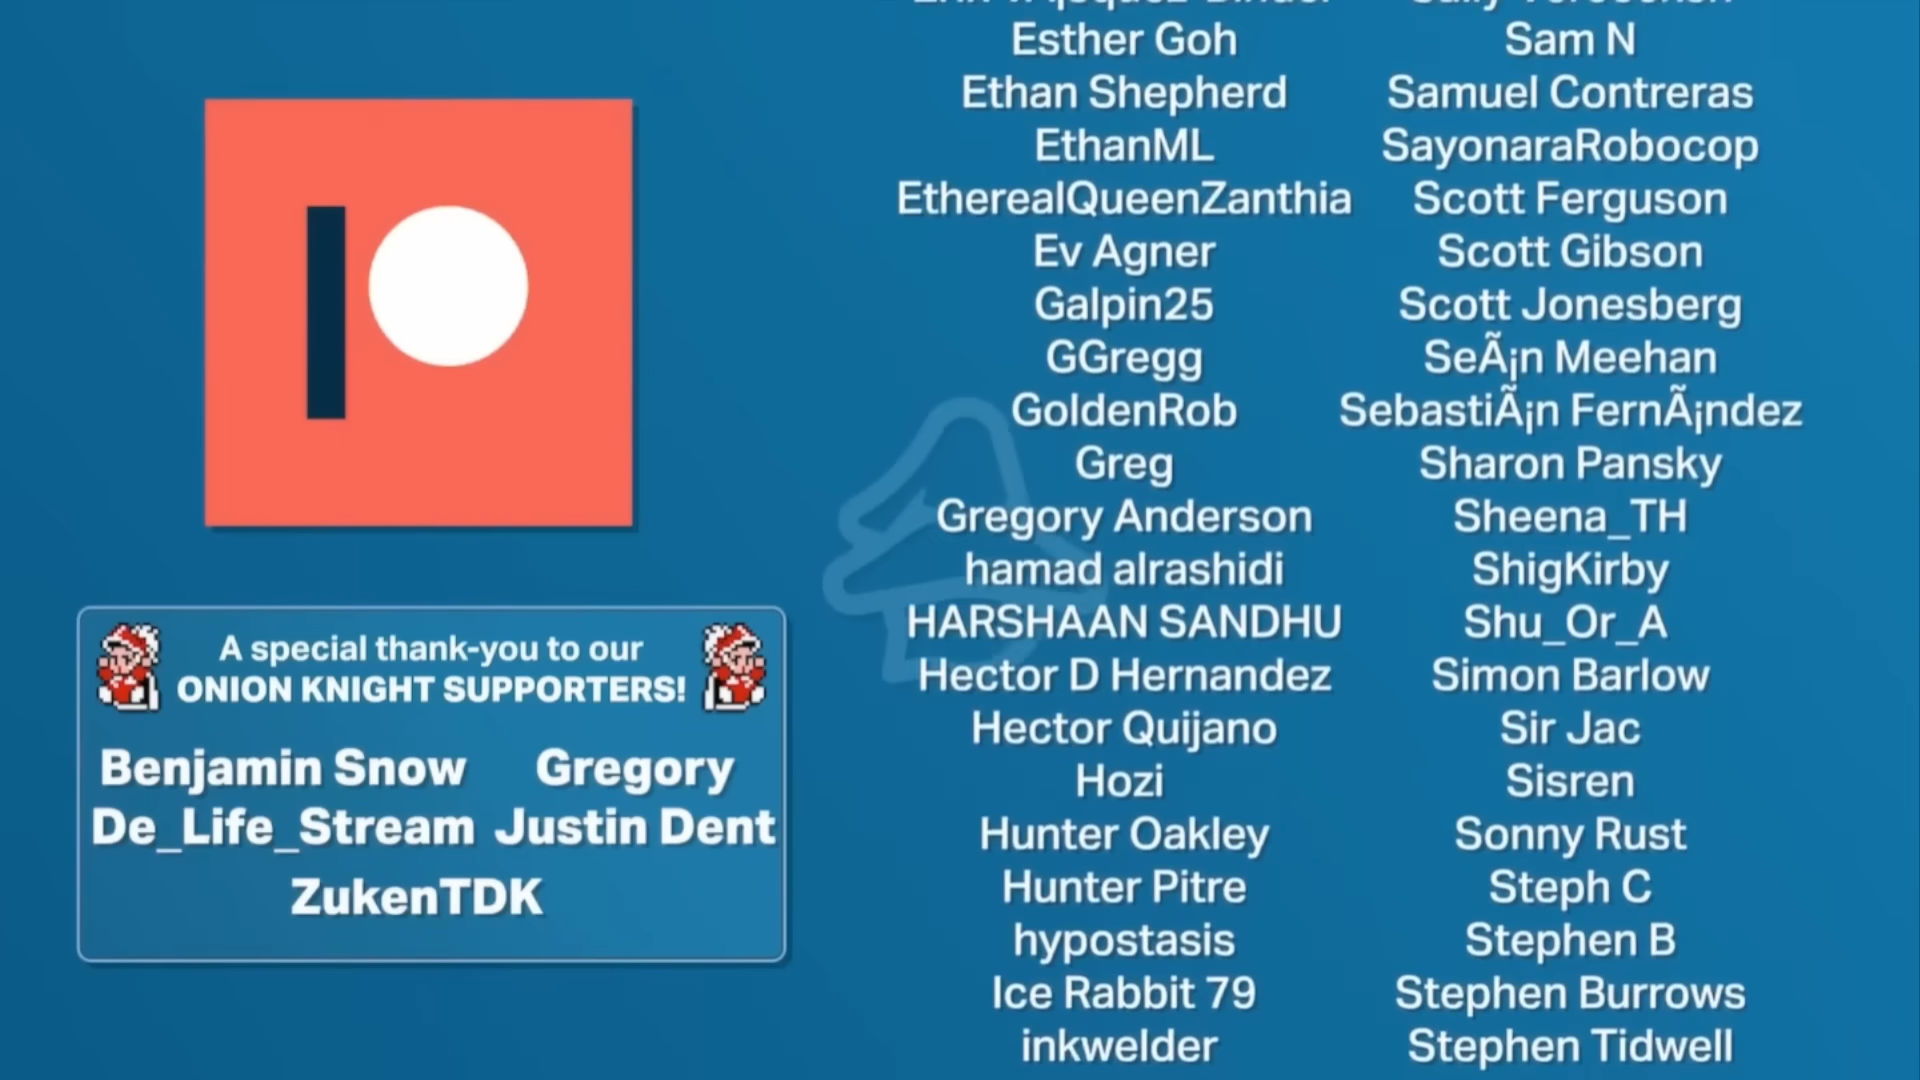 A special thank-you to our
ONION KNIGHT SUPPORTERS!
Benjamin Snow
Gregory
De_Life_Stream
Justin Dent
ZukenTDK
Esther Goh
Ethan Shepherd
EthanML
EtherealQueenZanthia
Ev Agner
Galpin25
GGregg
GoldenRob
Greg
Gregory Anderson
hamad alrashidi
HARSHAAN SANDHU
Hector D Hernandez
Hector Quijano
Hozi
Hunter Oakley
Hunter Pitre
hypostasis
Ice Rabbit 79
inkwelder
Sam N
Samuel Contreras
SayonaraRobocop
Scott Ferguson
Scott Gibson
Scott Jonesberg
SeÃ¡n Meehan
SebastiÃ¡n FernÃ¡ndez
Sharon Pansky
Sheena_TH
ShigKirby
Shu_Or_A
Simon Barlow
Sir Jac
Sisren
Sonny Rust
Steph C
Stephen B
Stephen Burrows
Stephen Tidwell